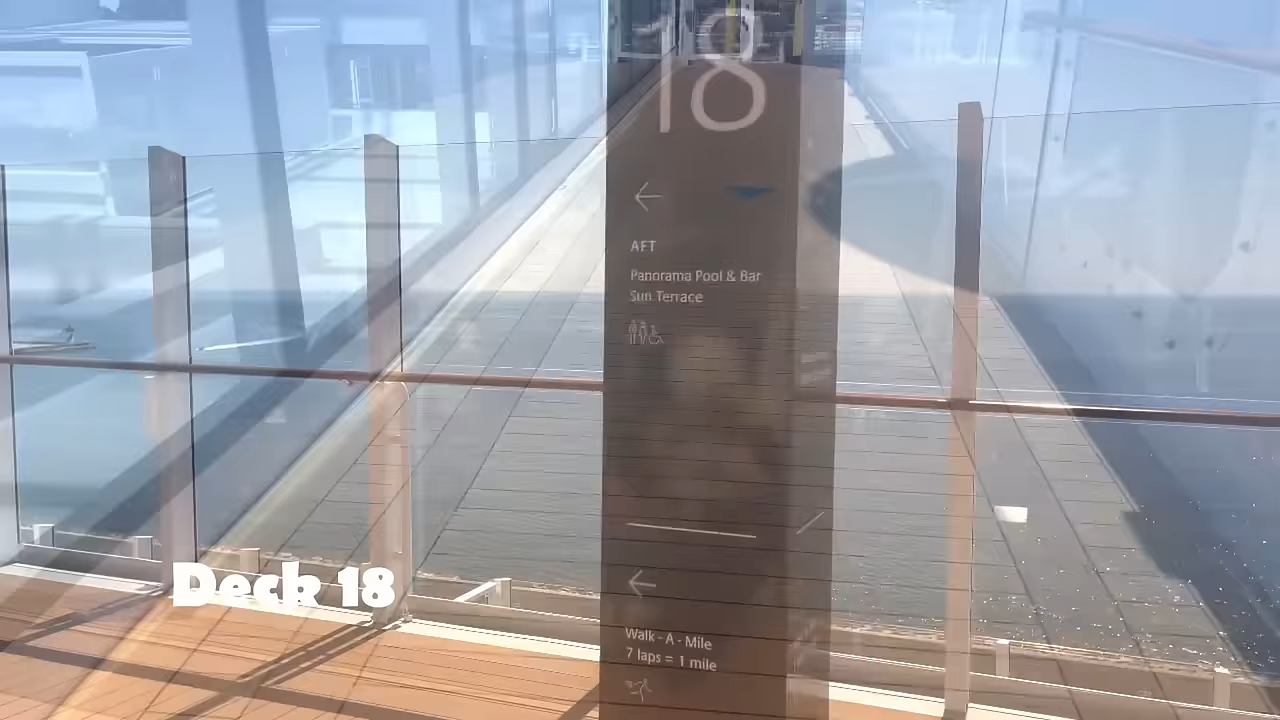 18
AFT
Panorama Pool & Bar
Sun Terrace
Walk - A - Mile
7 laps = 1 mile
Deck 18